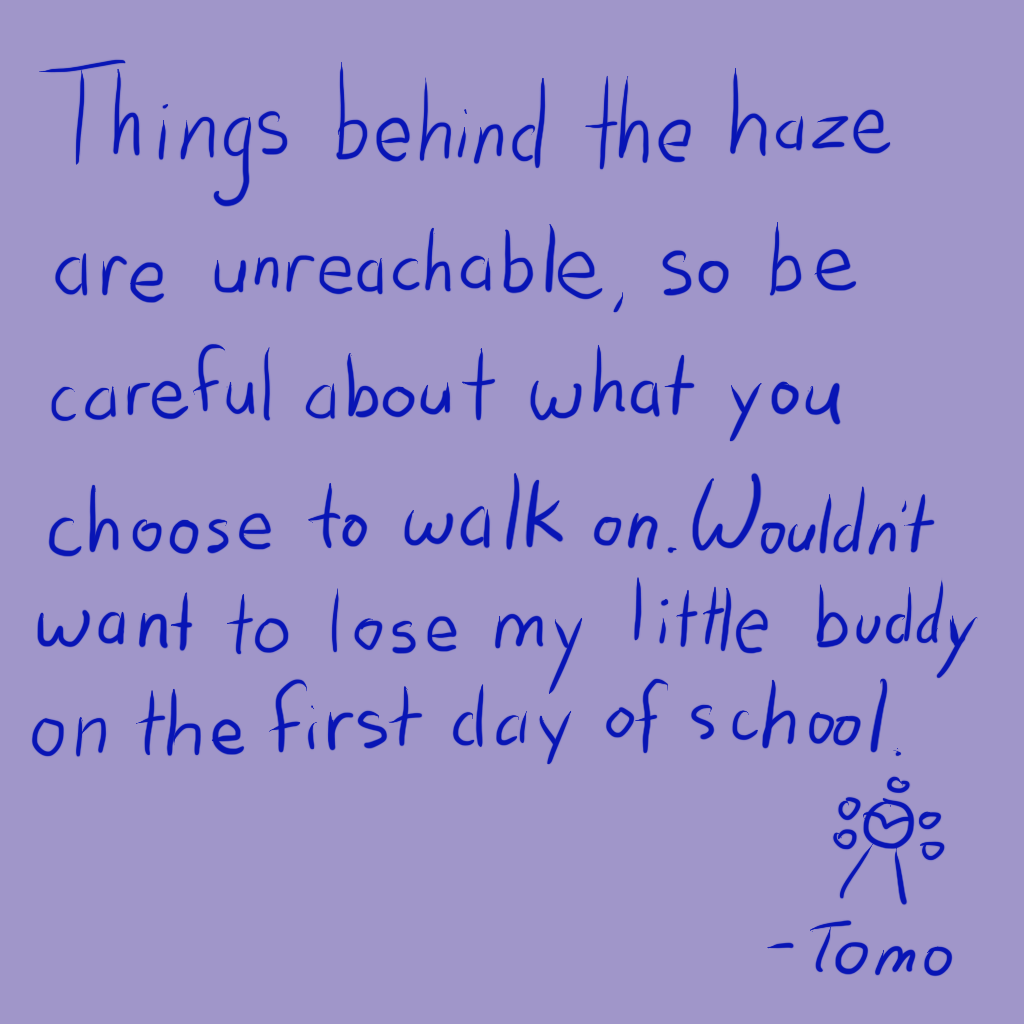 Things behind the haze
are unreachable, so be
careful about what you
choose to walk on. Wouldn't
want to lose my little buddy
on the first day of school.
-Tomo